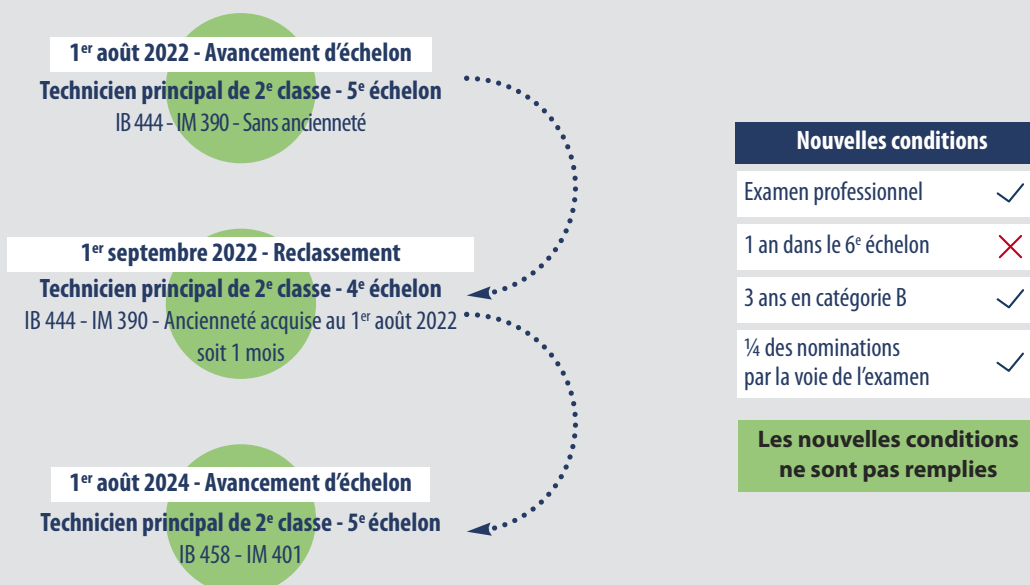 1er août 2022 - Avancement d’échelon
Technicien principal de 2e classe - 5e échelon
IB 444 - IM 390 - Sans ancienneté
1er septembre 2022 - Reclassement
Technicien principal de 2e classe - 4e échelon
IB 444 - IM 390 - Ancienneté acquise au 1er août 2022
soit 1 mois
1er août 2024 - Avancement d’échelon
Technicien principal de 2e classe - 5e échelon
IB 458 - IM 401
Nouvelles conditions
Examen professionnel
1 an dans le 6e échelon
3 ans en catégorie B
¼ des nominations
par la voie de l’examen
Les nouvelles conditions
ne sont pas remplies